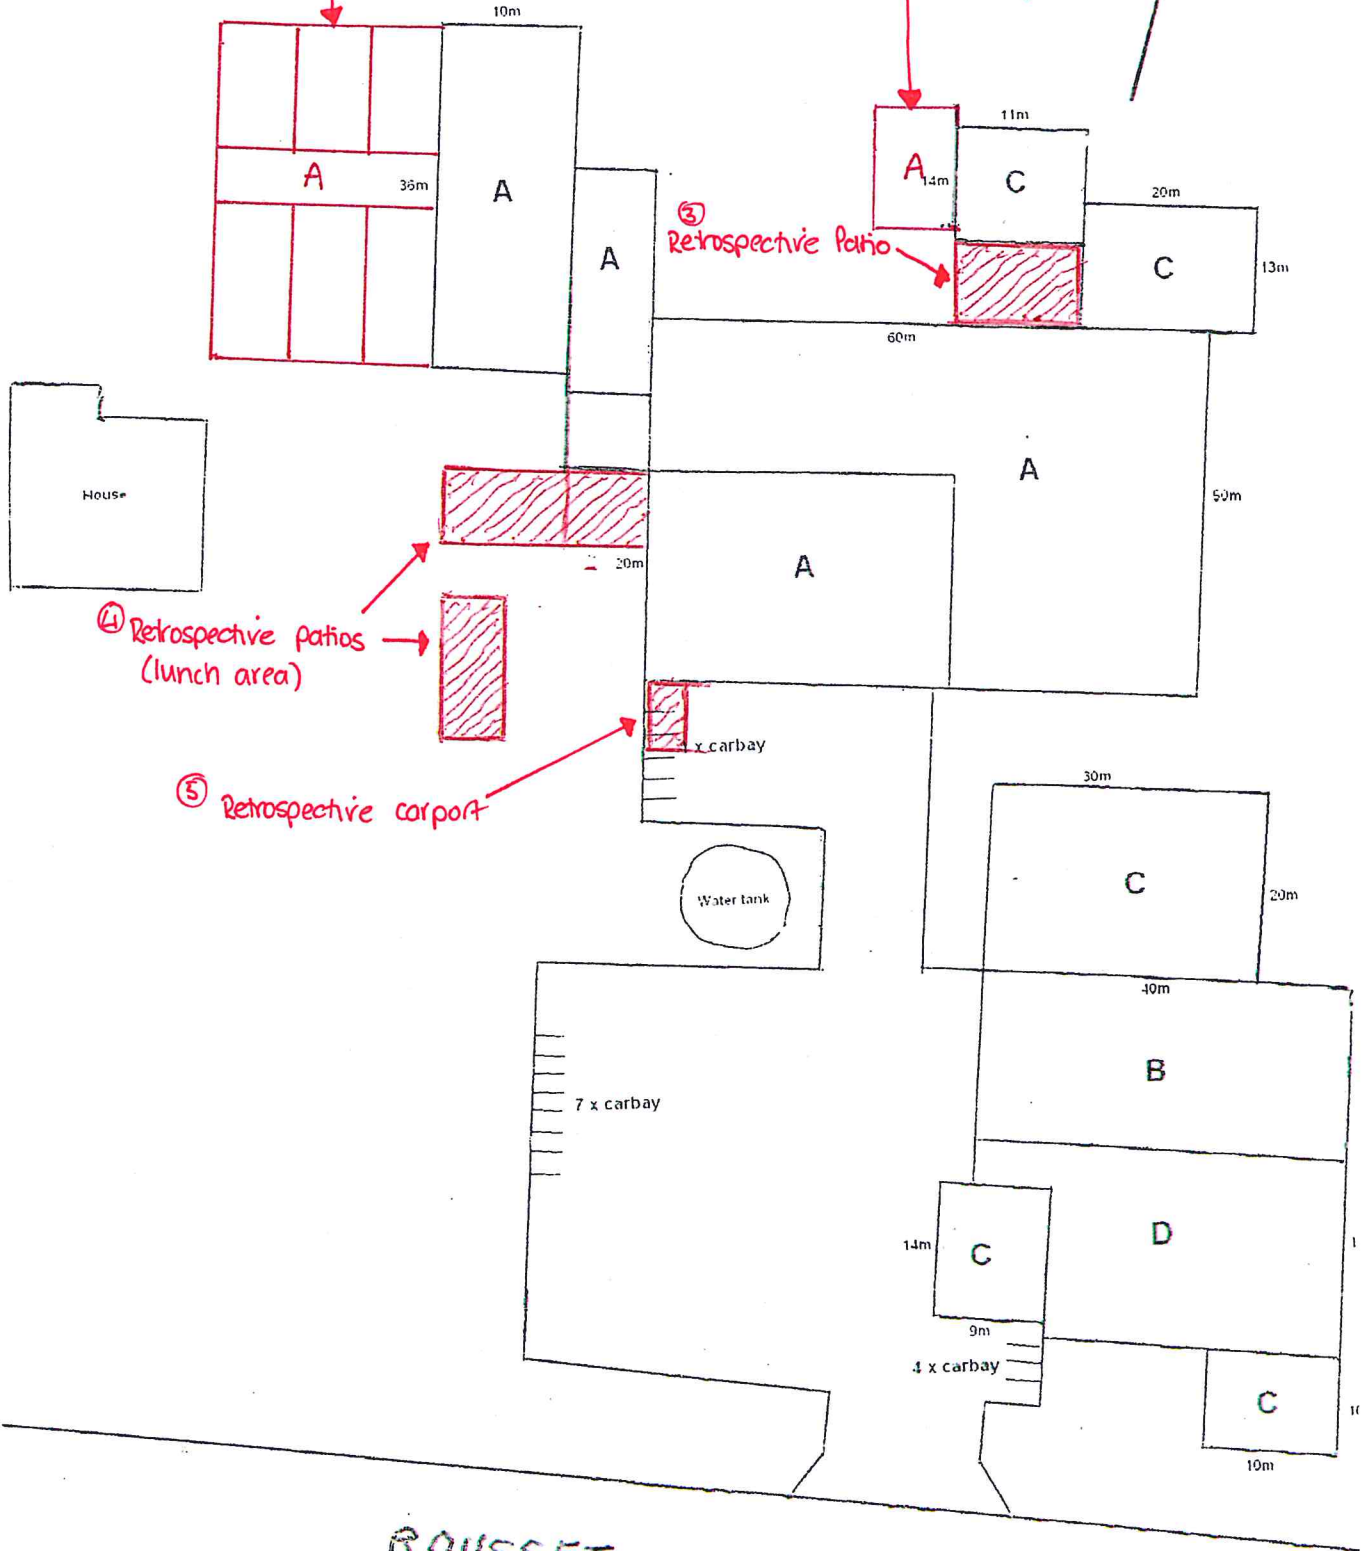 10m
11m
A
14m
C
20m
A
36m
A
③
Retrospective Patio
A
C
13m
60m
A
House
50m
20m
A
④ Retrospective patios
(lunch area)
x carbay
⑤ Retrospective carport
30m
C
Water tank
20m
40m
B
7 x carbay
D
14m
C
9m
4 x carbay
C
10m